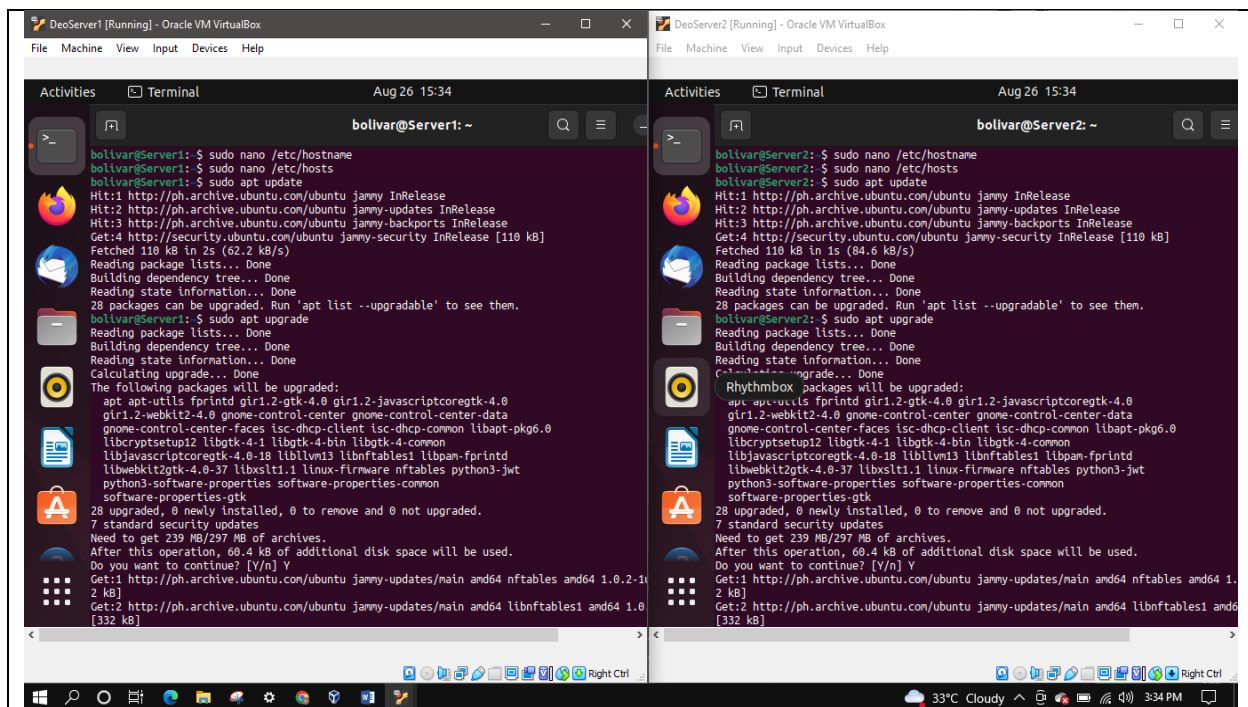 DeoServer1 [Running] - Oracle VM VirtualBox
File Machine View Input Devices Help
Activities Terminal Aug 26 15:34
bolivar@Server1: ~
bolivar@Server1:~$ sudo nano /etc/hostname
bolivar@Server1:~$ sudo nano /etc/hosts
bolivar@Server1:~$ sudo apt update
Hit:1 http://ph.archive.ubuntu.com/ubuntu jammy InRelease
Hit:2 http://ph.archive.ubuntu.com/ubuntu jammy-updates InRelease
Hit:3 http://ph.archive.ubuntu.com/ubuntu jammy-backports InRelease
Get:4 http://security.ubuntu.com/ubuntu jammy-security InRelease [110 kB]
Fetched 110 kB in 2s (62.2 kB/s)
Reading package lists... Done
Building dependency tree... Done
Reading state information... Done
28 packages can be upgraded. Run 'apt list --upgradable' to see them.
bolivar@Server1:~$ sudo apt upgrade
Reading package lists... Done
Building dependency tree... Done
Reading state information... Done
Calculating upgrade... Done
The following packages will be upgraded:
apt apt-utils fprintd gir1.2-gtk-4.0 gir1.2-javascriptcoregtk-4.0
gir1.2-webkit2-4.0 gnome-control-center gnome-control-center-data
gnome-control-center-faces isc-dhcp-client isc-dhcp-common libapt-pkg6.0
libcryptsetup12 libgtk-4-1 libgtk-4-bin libgtk-4-common
libjavascriptcoregtk-4.0-18 libllvm13 libnftables1 libpam-fprintd
libwebkit2gtk-4.0-37 libxslt1.1 linux-firmware nftables python3-jwt
python3-software-properties software-properties-common
software-properties-gtk
28 upgraded, 0 newly installed, 0 to remove and 0 not upgraded.
7 standard security updates
Need to get 239 MB/297 MB of archives.
After this operation, 60.4 kB of additional disk space will be used.
Do you want to continue? [Y/n] Y
Get:1 http://ph.archive.ubuntu.com/ubuntu jammy-updates/main amd64 nftables amd64 1.0.2-1u
2 kB]
Get:2 http://ph.archive.ubuntu.com/ubuntu jammy-updates/main amd64 libnftables1 amd64 1.0.
[332 kB]
Right Ctrl
DeoServer2 [Running] - Oracle VM VirtualBox
File Machine View Input Devices Help
Activities Terminal Aug 26 15:34
bolivar@Server2: ~
bolivar@Server2:~$ sudo nano /etc/hostname
bolivar@Server2:~$ sudo nano /etc/hosts
bolivar@Server2:~$ sudo apt update
Hit:1 http://ph.archive.ubuntu.com/ubuntu jammy InRelease
Hit:2 http://ph.archive.ubuntu.com/ubuntu jammy-updates InRelease
Hit:3 http://ph.archive.ubuntu.com/ubuntu jammy-backports InRelease
Get:4 http://security.ubuntu.com/ubuntu jammy-security InRelease [110 kB]
Fetched 110 kB in 1s (84.6 kB/s)
Reading package lists... Done
Building dependency tree... Done
Reading state information... Done
28 packages can be upgraded. Run 'apt list --upgradable' to see them.
bolivar@Server2:~$ sudo apt upgrade
Reading package lists... Done
Building dependency tree... Done
Reading state information... Done
upgrade... Done
Rhythmbox
packages will be upgraded:
apt apt-utils fprintd gir1.2-gtk-4.0 gir1.2-javascriptcoregtk-4.0
gir1.2-webkit2-4.0 gnome-control-center gnome-control-center-data
gnome-control-center-faces isc-dhcp-client isc-dhcp-common libapt-pkg6.0
libcryptsetup12 libgtk-4-1 libgtk-4-bin libgtk-4-common
libjavascriptcoregtk-4.0-18 libllvm13 libnftables1 libpam-fprintd
libwebkit2gtk-4.0-37 libxslt1.1 linux-firmware nftables python3-jwt
python3-software-properties software-properties-common
software-properties-gtk
28 upgraded, 0 newly installed, 0 to remove and 0 not upgraded.
7 standard security updates
Need to get 239 MB/297 MB of archives.
After this operation, 60.4 kB of additional disk space will be used.
Do you want to continue? [Y/n] Y
Get:1 http://ph.archive.ubuntu.com/ubuntu jammy-updates/main amd64 nftables amd64 1.
2 kB]
Get:2 http://ph.archive.ubuntu.com/ubuntu jammy-updates/main amd64 libnftables1 amd6
[332 kB]
Right Ctrl
33°C Cloudy 3:34 PM